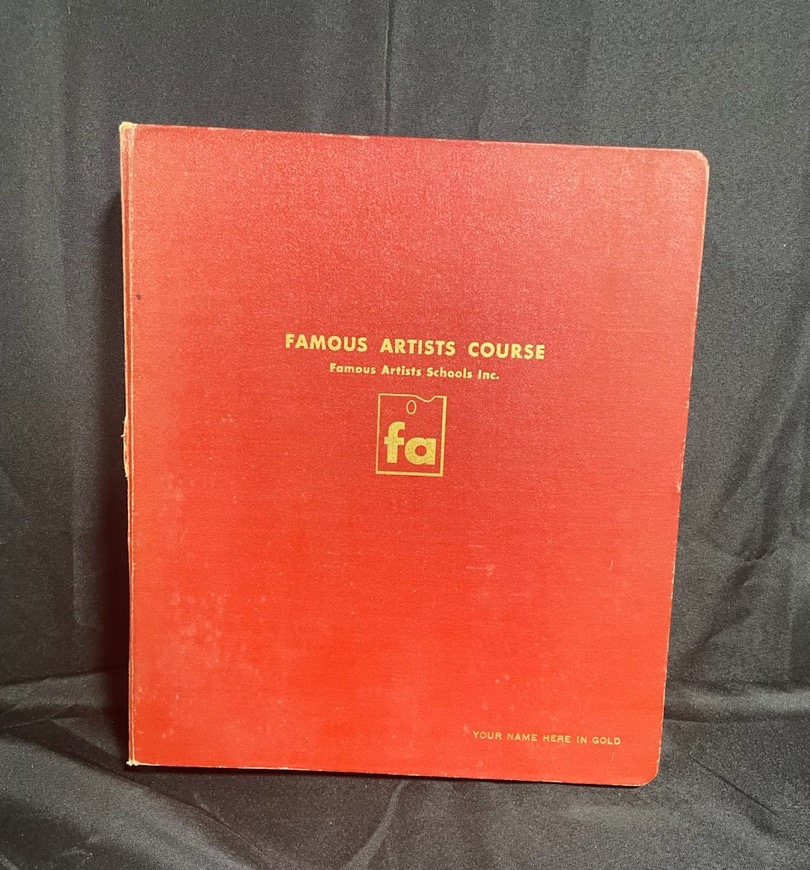 FAMOUS ARTISTS COURSE
Famous Artists Schools Inc.
fa
YOUR NAME HERE IN GOLD